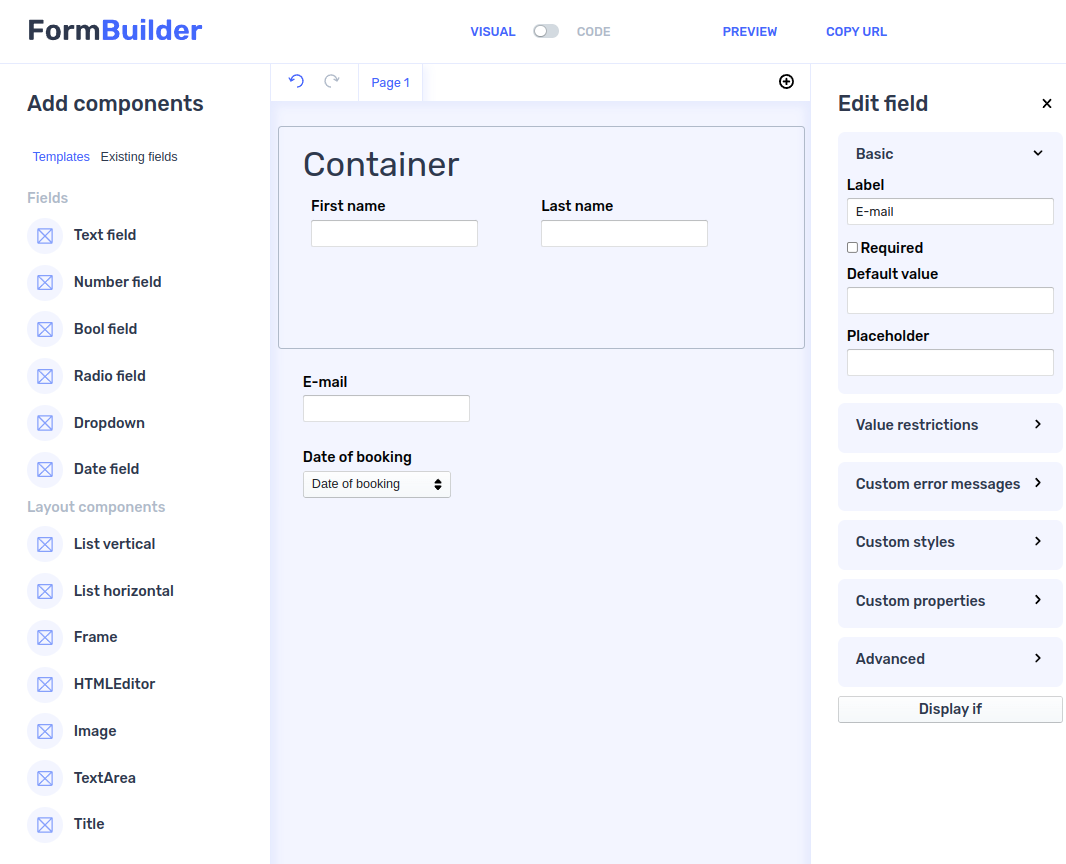 FormBuilder
VISUAL CODE PREVIEW COPY URL
Add components
Templates Existing fields
Fields
Text field
Number field
Bool field
Radio field
Dropdown
Date field
Layout components
List vertical
List horizontal
Frame
HTMLEditor
Image
TextArea
Title
Page 1
Container
First name Last name
E-mail
Date of booking
Date of booking
Edit field
Basic
Label
E-mail
Required
Default value
Placeholder
Value restrictions
Custom error messages
Custom styles
Custom properties
Advanced
Display if